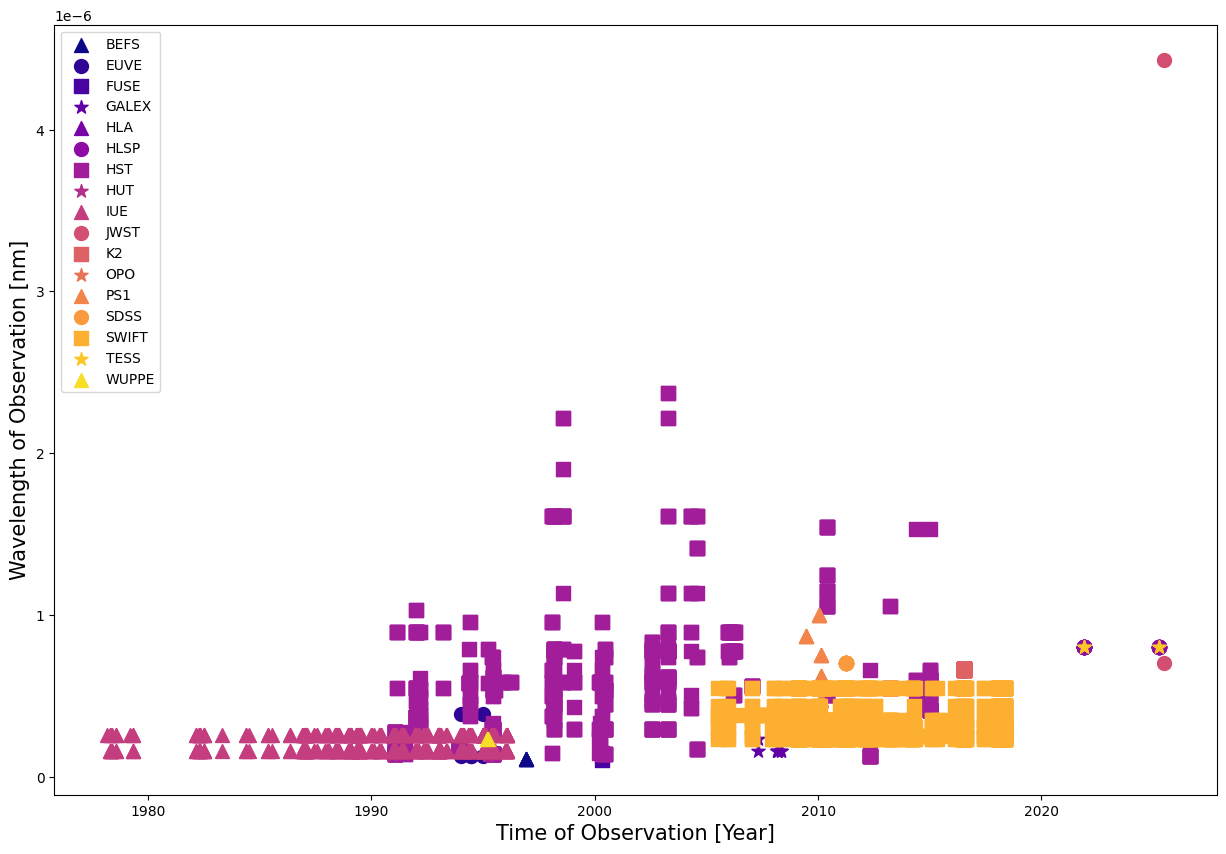 1e−6
BEFS
EUVE
FUSE
GALEX
HLA
HLSP
HST
HUT
IUE
JWST
K2
OPO
PS1
SDSS
SWIFT
TESS
WUPPE
4
3
2
1
0
Wavelength of Observation [nm]
1980
1990
2000
2010
2020
Time of Observation [Year]